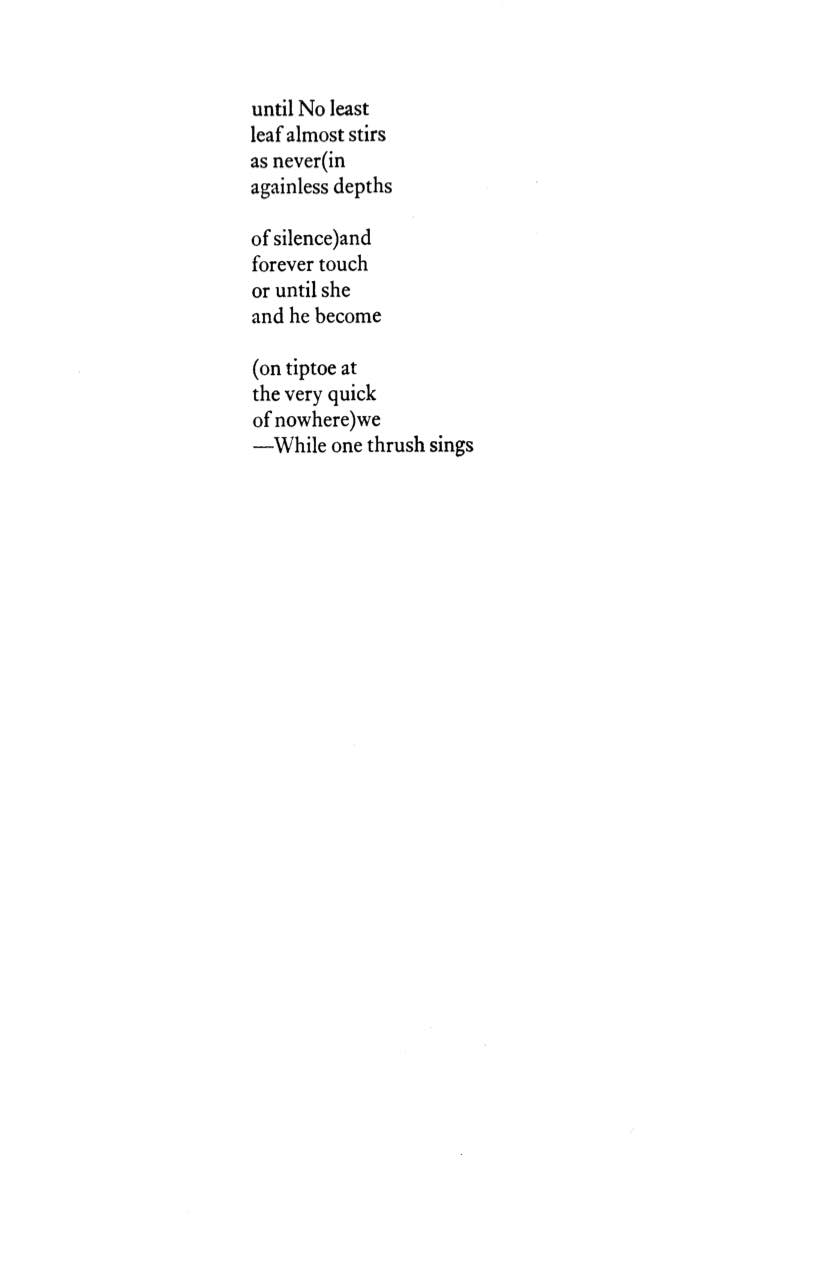 until No least
leaf almost stirs
as never(in
againless depths

of silence)and
forever touch
or until she
and he become

(on tiptoe at
the very quick
of nowhere)we
—While one thrush sings